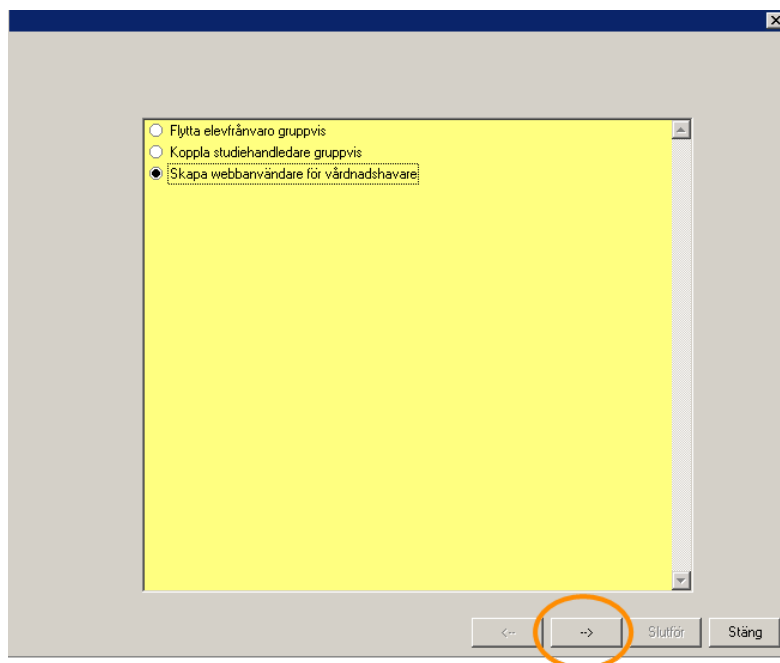 Flytta elevfrånvaro gruppvis
Koppla studiehandledare gruppvis
Skapa webbanvändare för vårdnadshavare
<-- --> Slutför Stäng